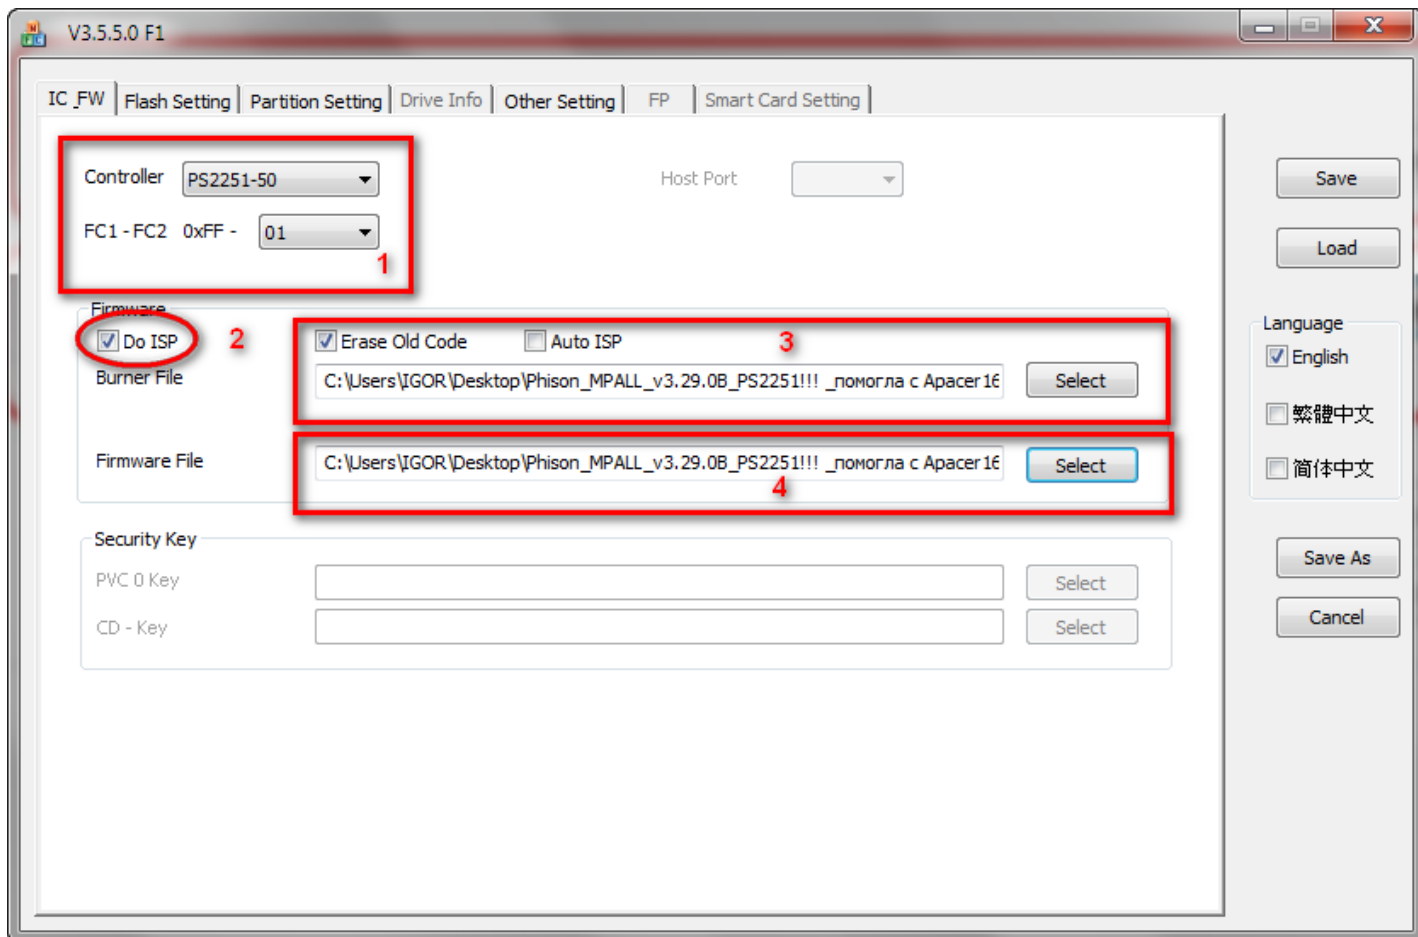 V3.5.5.0 F1
IC_FW Flash Setting Partition Setting Drive Info Other Setting FP Smart Card Setting
Controller PS2251-50 Host Port
FC1 - FC2 0xFF - 01
1
Save
Load
Firmware
Do ISP 2 Erase Old Code Auto ISP 3
Burner File C:\Users\IGOR\Desktop\Phison_MPALL_v3.29.0B_PS2251!!! _помогла с Apacer16 Select
Firmware File C:\Users\IGOR\Desktop\Phison_MPALL_v3.29.0B_PS2251!!! _помогла с Apacer16 Select
4
Language
English
繁體中文
简体中文
Security Key
PVC 0 Key Select
CD - Key Select
Save As
Cancel